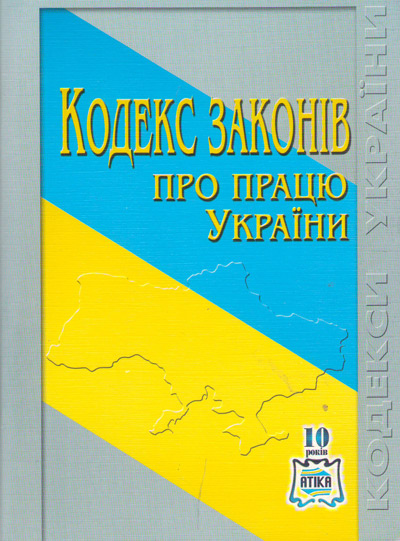 КОДЕКС ЗАКОНІВ
ПРО ПРАЦЮ
УКРАЇНИ
КОДЕКСИ УКРАЇНИ
10
років
АТІКА